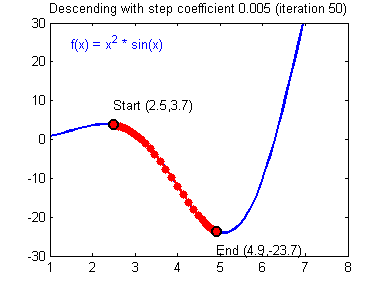 Descending with step coefficient 0.005 (iteration 50)
30
f(x) = x² * sin(x)
20
10
Start (2.5,3.7)
0
-10
-20
End (4.9,-23.7)
-30
1 2 3 4 5 6 7 8